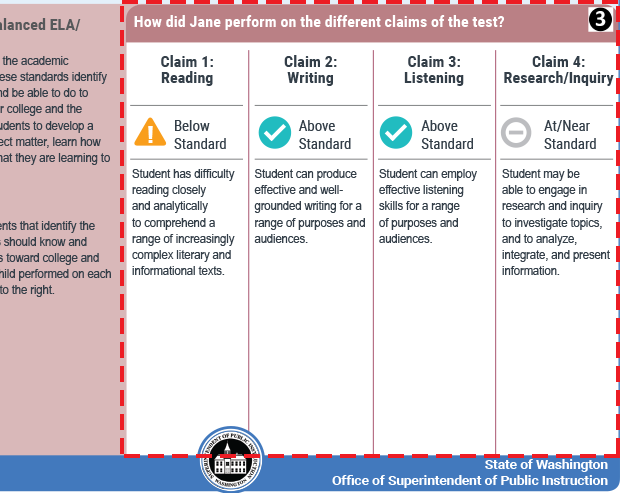 alanced ELA/
the academic
ese standards identify
nd be able to do to
r college and the
udents to develop a
ect matter, learn how
hat they are learning to
ents that identify the
s should know and
s toward college and
hild performed on each
to the right.
How did Jane perform on the different claims of the test?
3
Claim 1:
Reading
Below
Standard
Student has difficulty
reading closely
and analytically
to comprehend a
range of increasingly
complex literary and
informational texts.
Claim 2:
Writing
Above
Standard
Student can produce
effective and well-
grounded writing for a
range of purposes and
audiences.
Claim 3:
Listening
Above
Standard
Student can employ
effective listening
skills for a range
of purposes and
audiences.
Claim 4:
Research/Inquiry
At/Near
Standard
Student may be
able to engage in
research and inquiry
to investigate topics,
and to analyze,
integrate, and present
information.
State of Washington
Office of Superintendent of Public Instruction